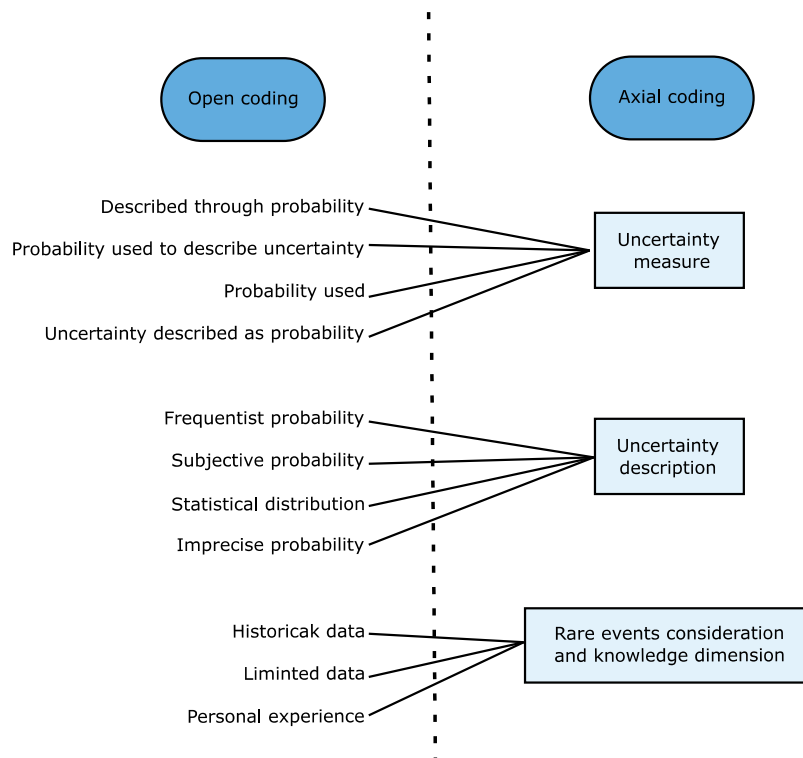 Open coding
Axial coding
Described through probability
Probability used to describe uncertainty
Probability used
Uncertainty described as probability
Uncertainty
measure
Frequentist probability
Subjective probability
Statistical distribution
Imprecise probability
Uncertainty
description
Historicak data
Liminted data
Personal experience
Rare events consideration
and knowledge dimension